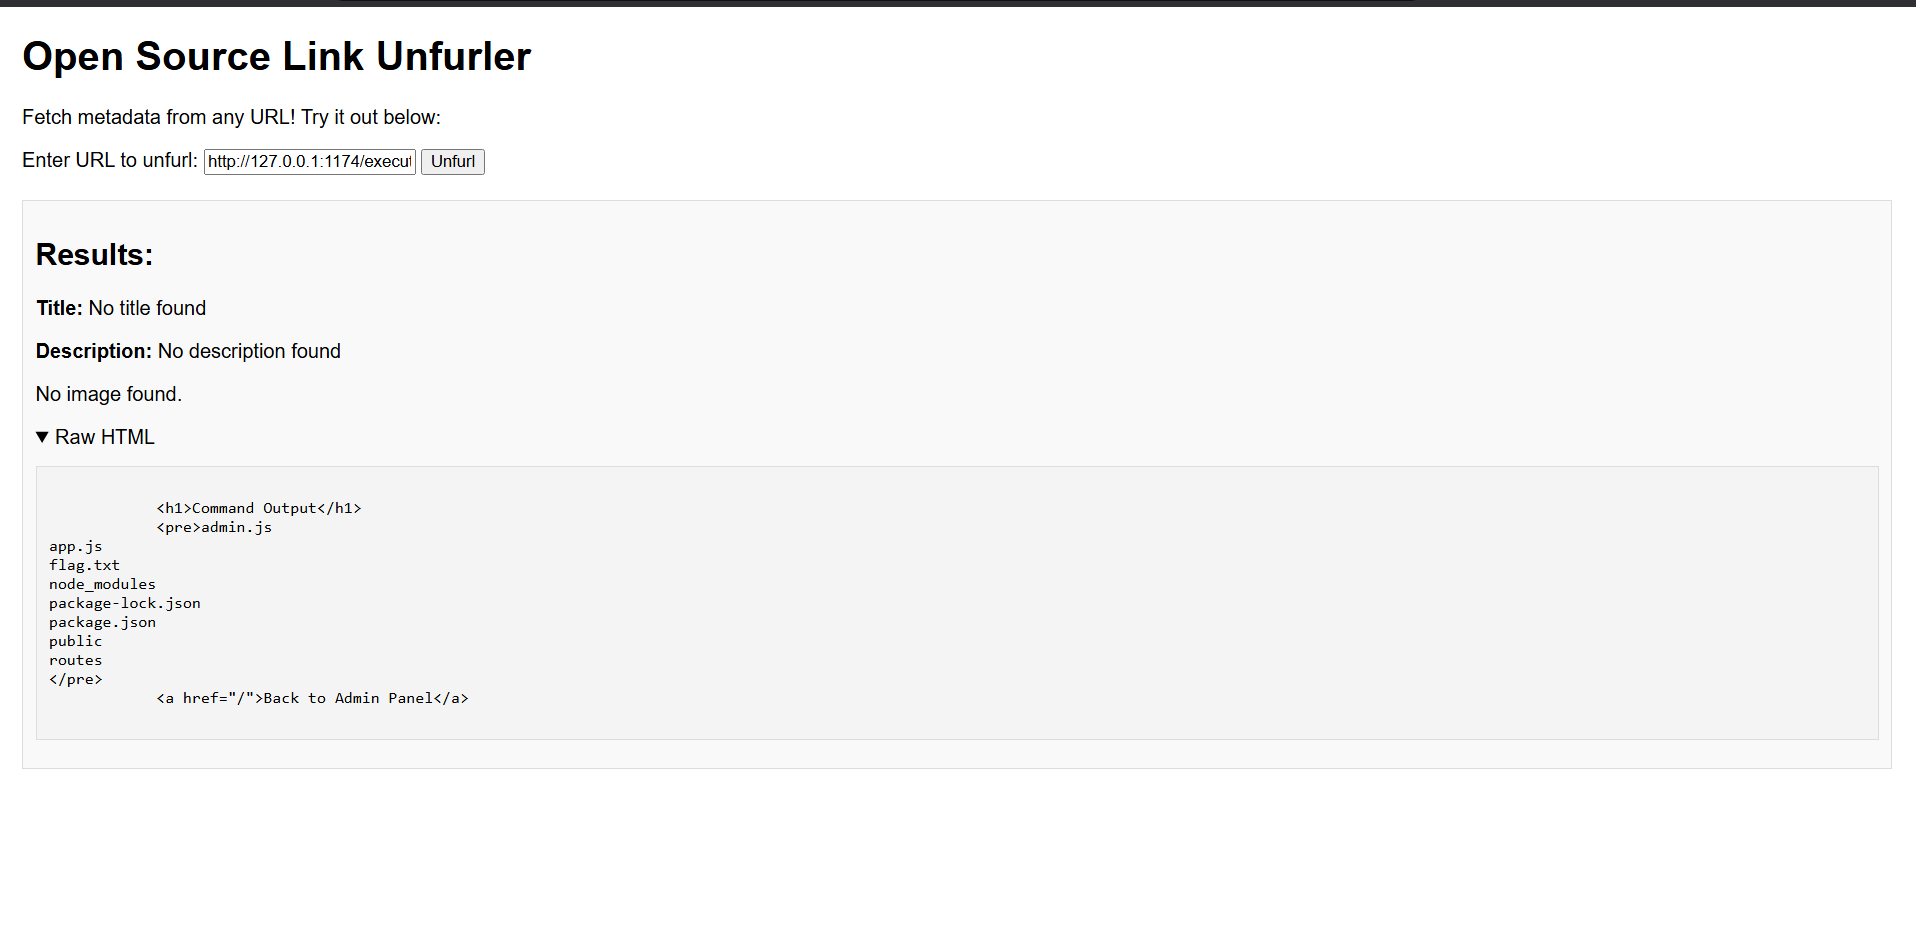 Open Source Link Unfurler
Fetch metadata from any URL! Try it out below:
Enter URL to unfurl: http://127.0.0.1:1174/execut Unfurl
Results:
Title: No title found
Description: No description found
No image found.
▼ Raw HTML
<h1>Command Output</h1>
<pre>admin.js
app.js
flag.txt
node_modules
package-lock.json
package.json
public
routes
</pre>
<a href="/">Back to Admin Panel</a>